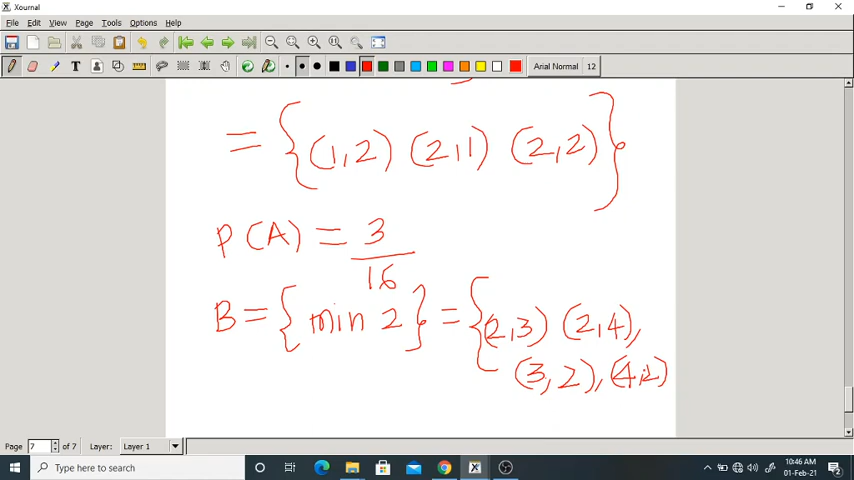 Xournal
File Edit View Page Tools Options Help
Arial Normal 12
= { (1,2) (2,1) (2,2) }
P(A) = 3
16
B = { min 2 } = { 2,3) (2,4),
(3,2), (4,2)
Page 7 of 7 Layer: Layer 1
Type here to search
10:46 AM
01-Feb-21
2